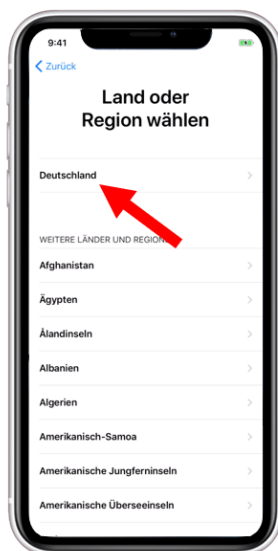 9:41
Zurück
Land oder
Region wählen
Deutschland
WEITERE LÄNDER UND
Afghanistan
Ägypten
Ålandinseln
Albanien
Algerien
Amerikanisch-Samoa
Amerikanische Jungferninseln
Amerikanische Überseeinseln